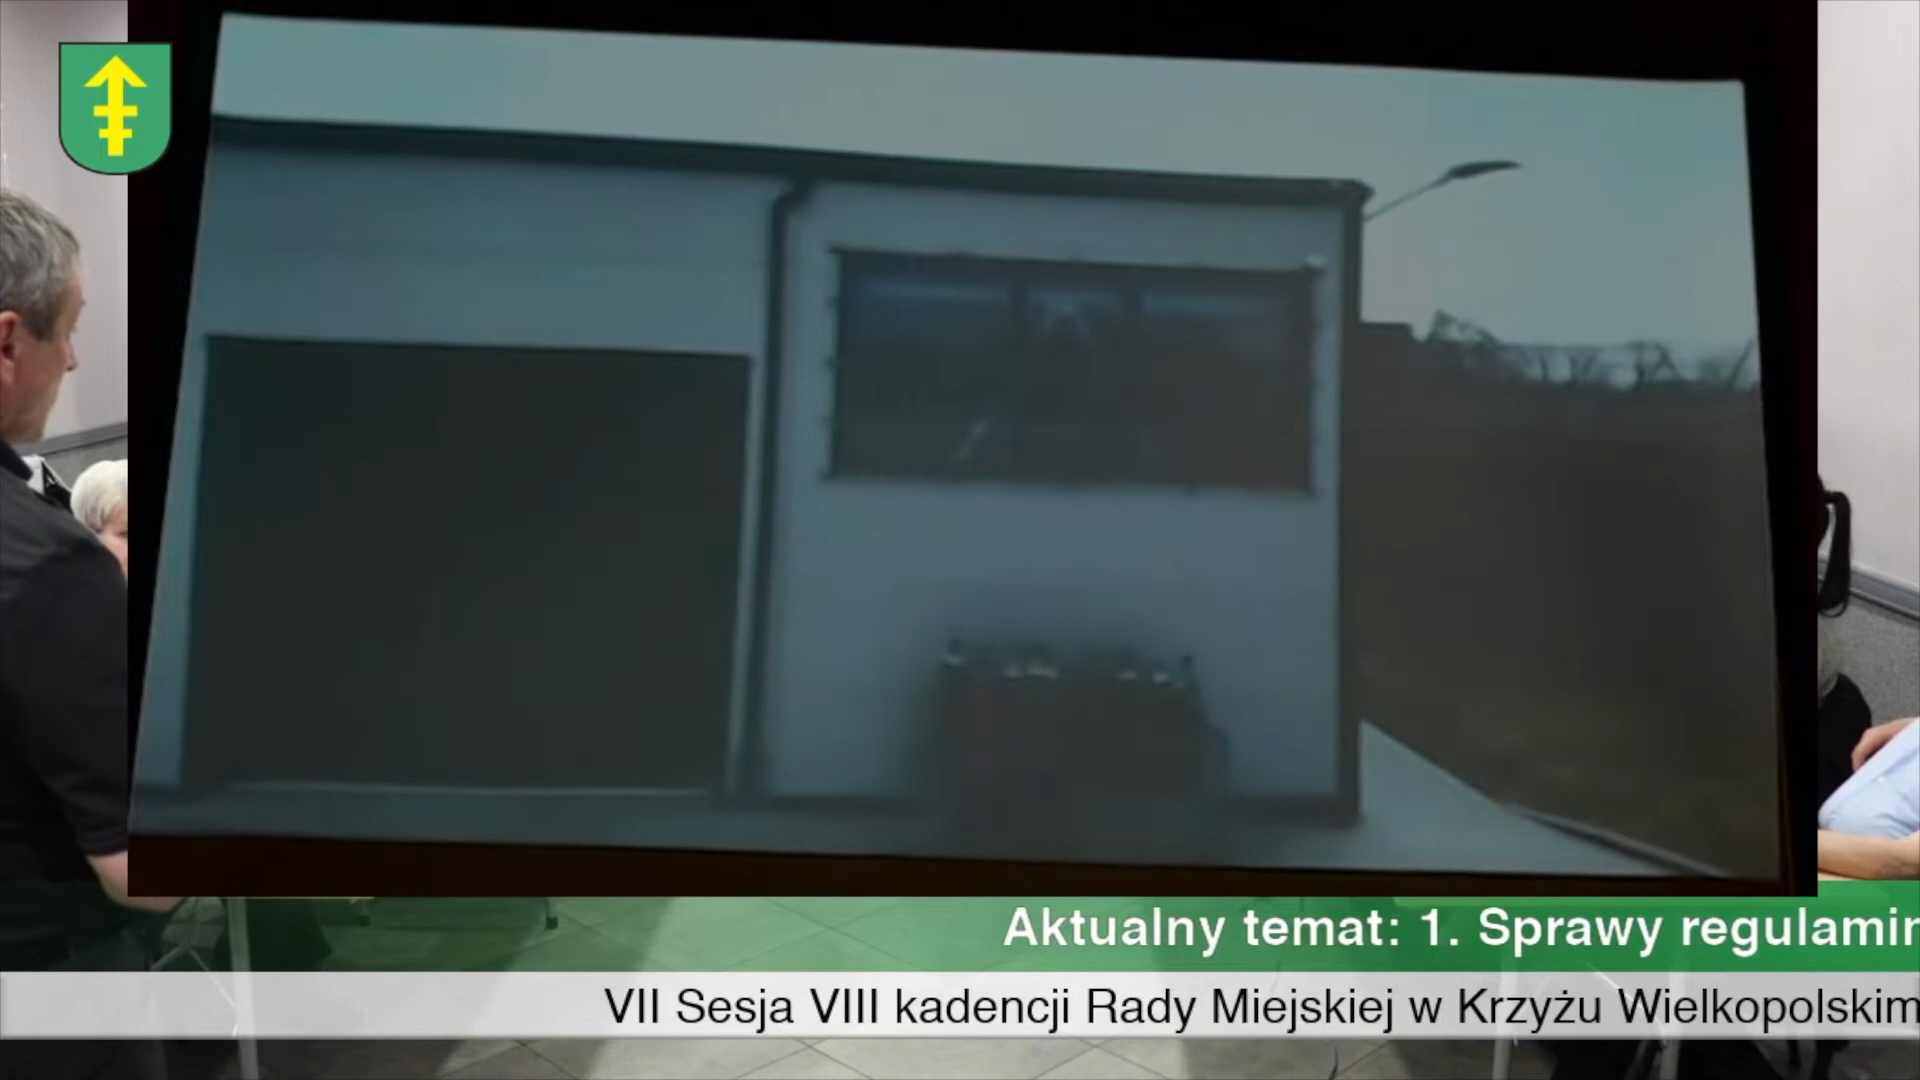 Aktualny temat: 1. Sprawy regulamin
VII Sesja VIII kadencji Rady Miejskiej w Krzyżu Wielkopolskim